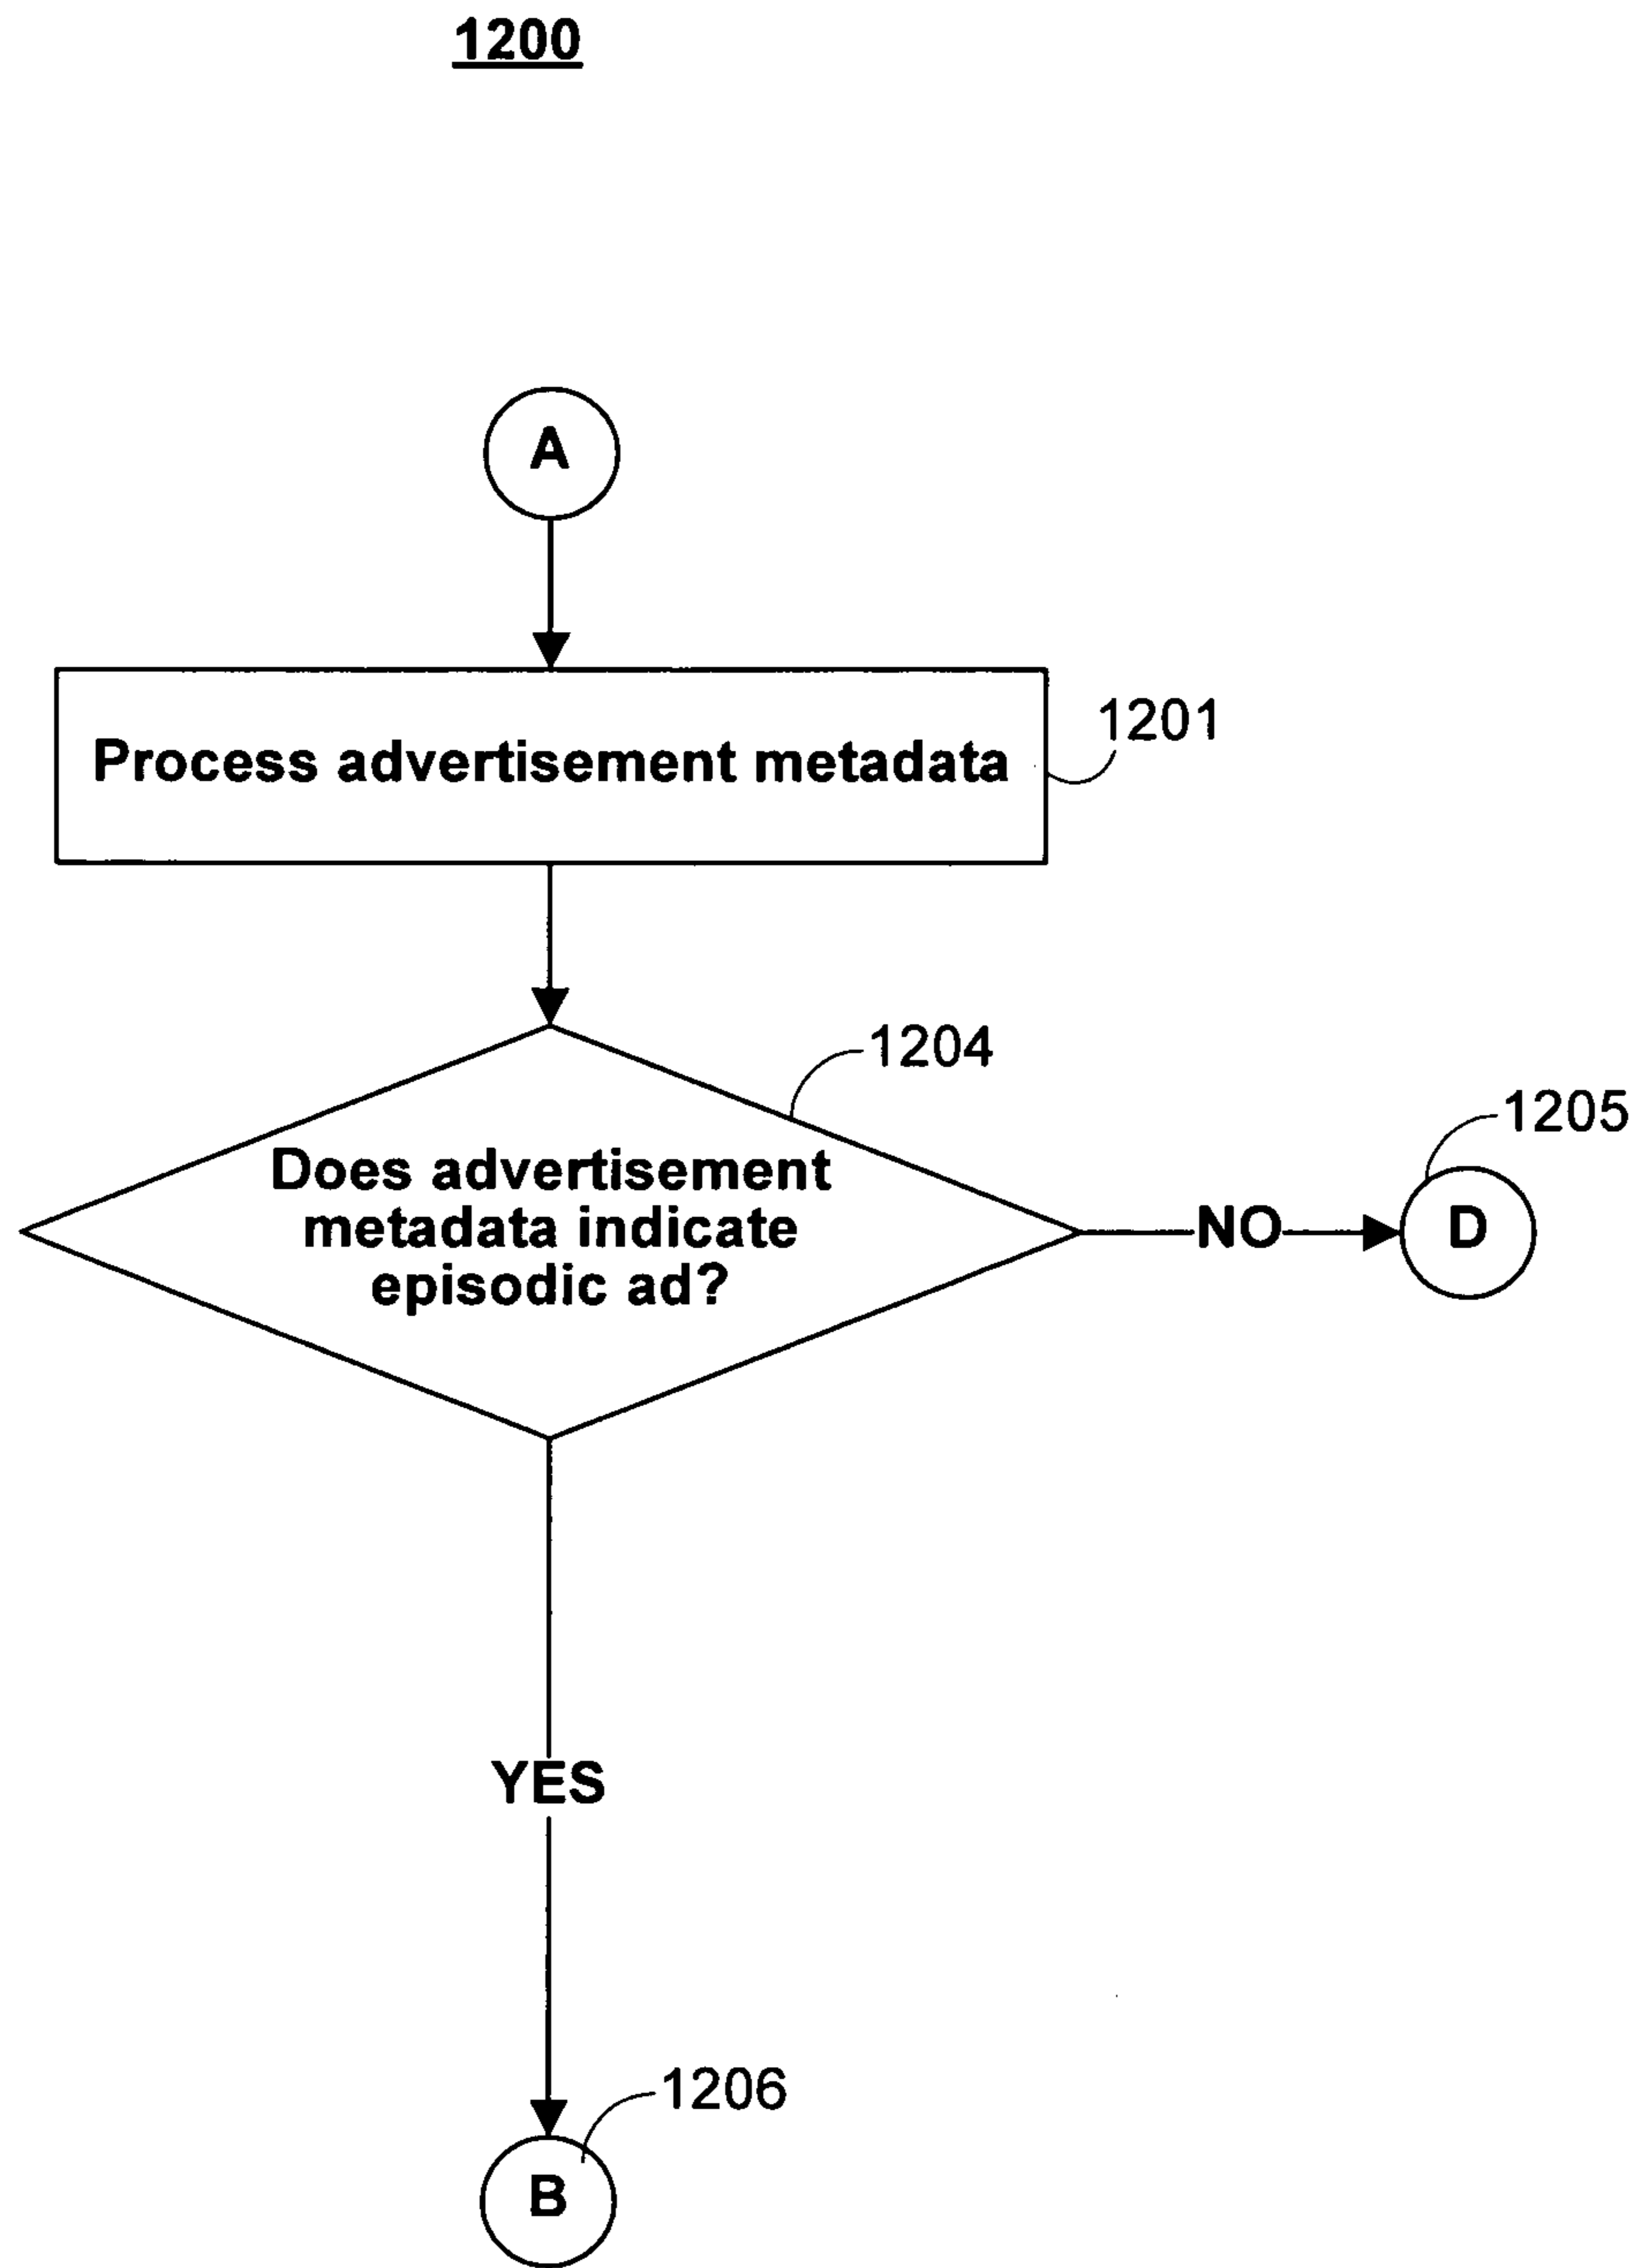 1200
A
Process advertisement metadata
1201
1204
Does advertisement
metadata indicate
episodic ad?
NO
1205
D
YES
1206
B